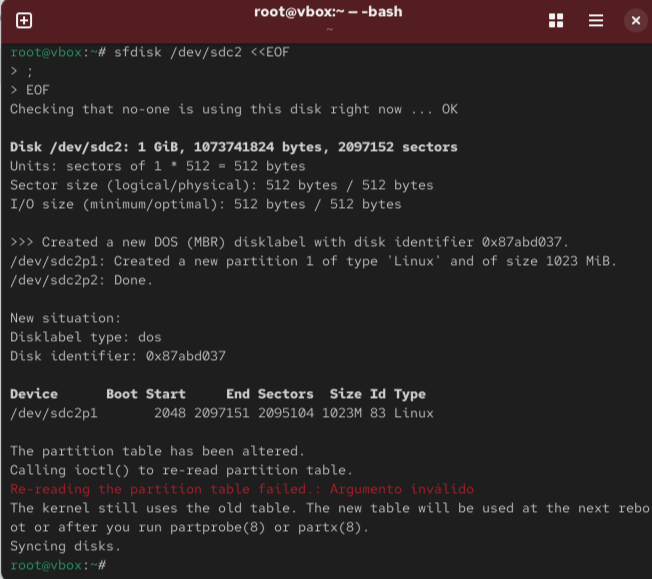 root@vbox:~ — -bash
~
root@vbox:~# sfdisk /dev/sdc2 <<EOF
> ;
> EOF
Checking that no-one is using this disk right now ... OK
Disk /dev/sdc2: 1 GiB, 1073741824 bytes, 2097152 sectors
Units: sectors of 1 * 512 = 512 bytes
Sector size (logical/physical): 512 bytes / 512 bytes
I/O size (minimum/optimal): 512 bytes / 512 bytes
>>> Created a new DOS (MBR) disklabel with disk identifier 0x87abd037.
/dev/sdc2p1: Created a new partition 1 of type 'Linux' and of size 1023 MiB.
/dev/sdc2p2: Done.
New situation:
Disklabel type: dos
Disk identifier: 0x87abd037
Device      Boot Start     End Sectors  Size Id Type
/dev/sdc2p1       2048 2097151 2095104 1023M 83 Linux
The partition table has been altered.
Calling ioctl() to re-read partition table.
Re-reading the partition table failed.: Argumento inválido
The kernel still uses the old table. The new table will be used at the next rebo
ot or after you run partprobe(8) or partx(8).
Syncing disks.
root@vbox:~#